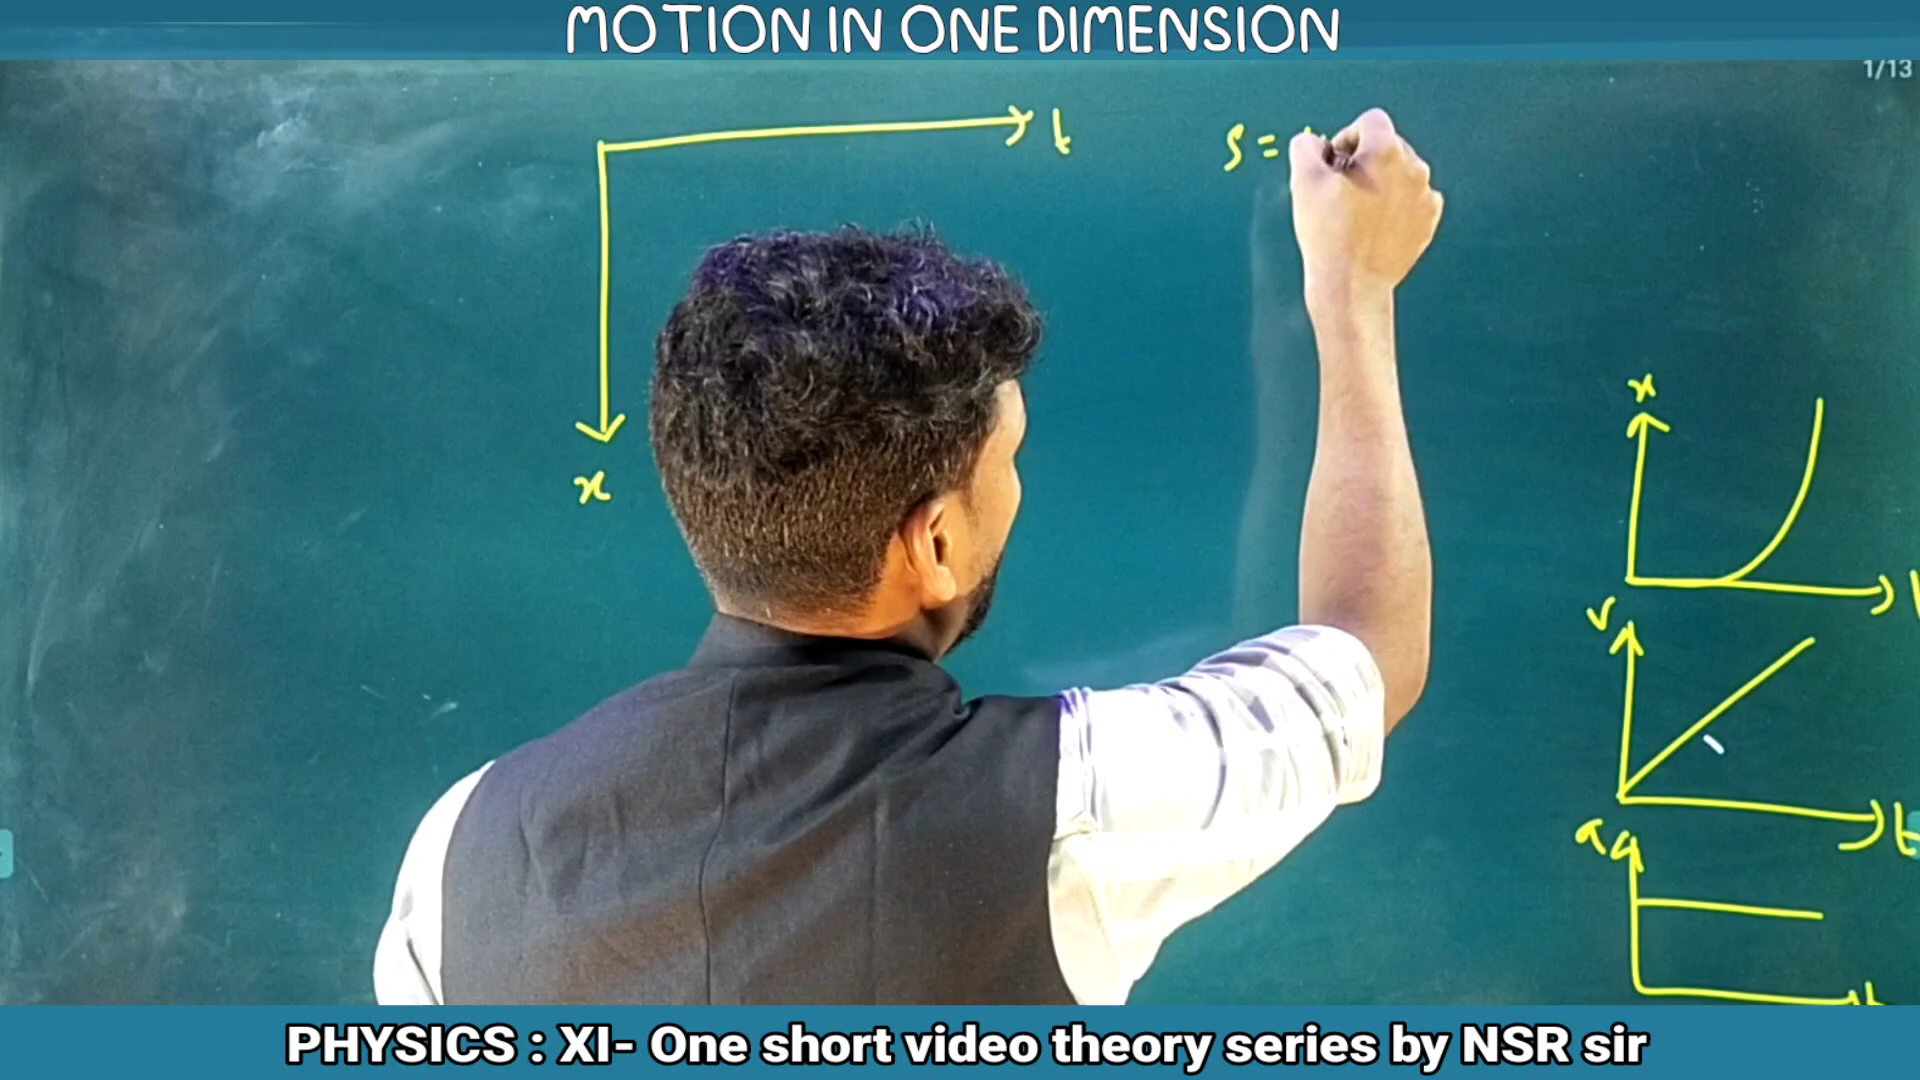 MOTION IN ONE DIMENSION
1/13
t
S =
x
x
v
t
a
PHYSICS : XI- One short video theory series by NSR sir